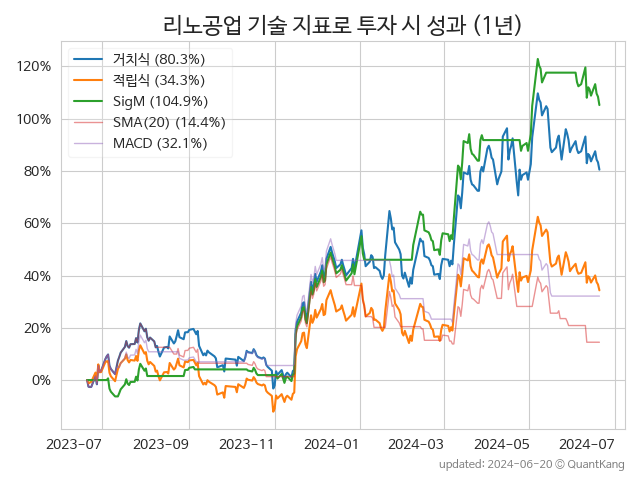 리노공업 기술 지표로 투자 시 성과 (1년)
거치식 (80.3%)
적립식 (34.3%)
SigM (104.9%)
SMA(20) (14.4%)
MACD (32.1%)
120%
100%
80%
60%
40%
20%
0%
2023-07 2023-09 2023-11 2024-01 2024-03 2024-05 2024-07
updated: 2024-06-20 © QuantKang